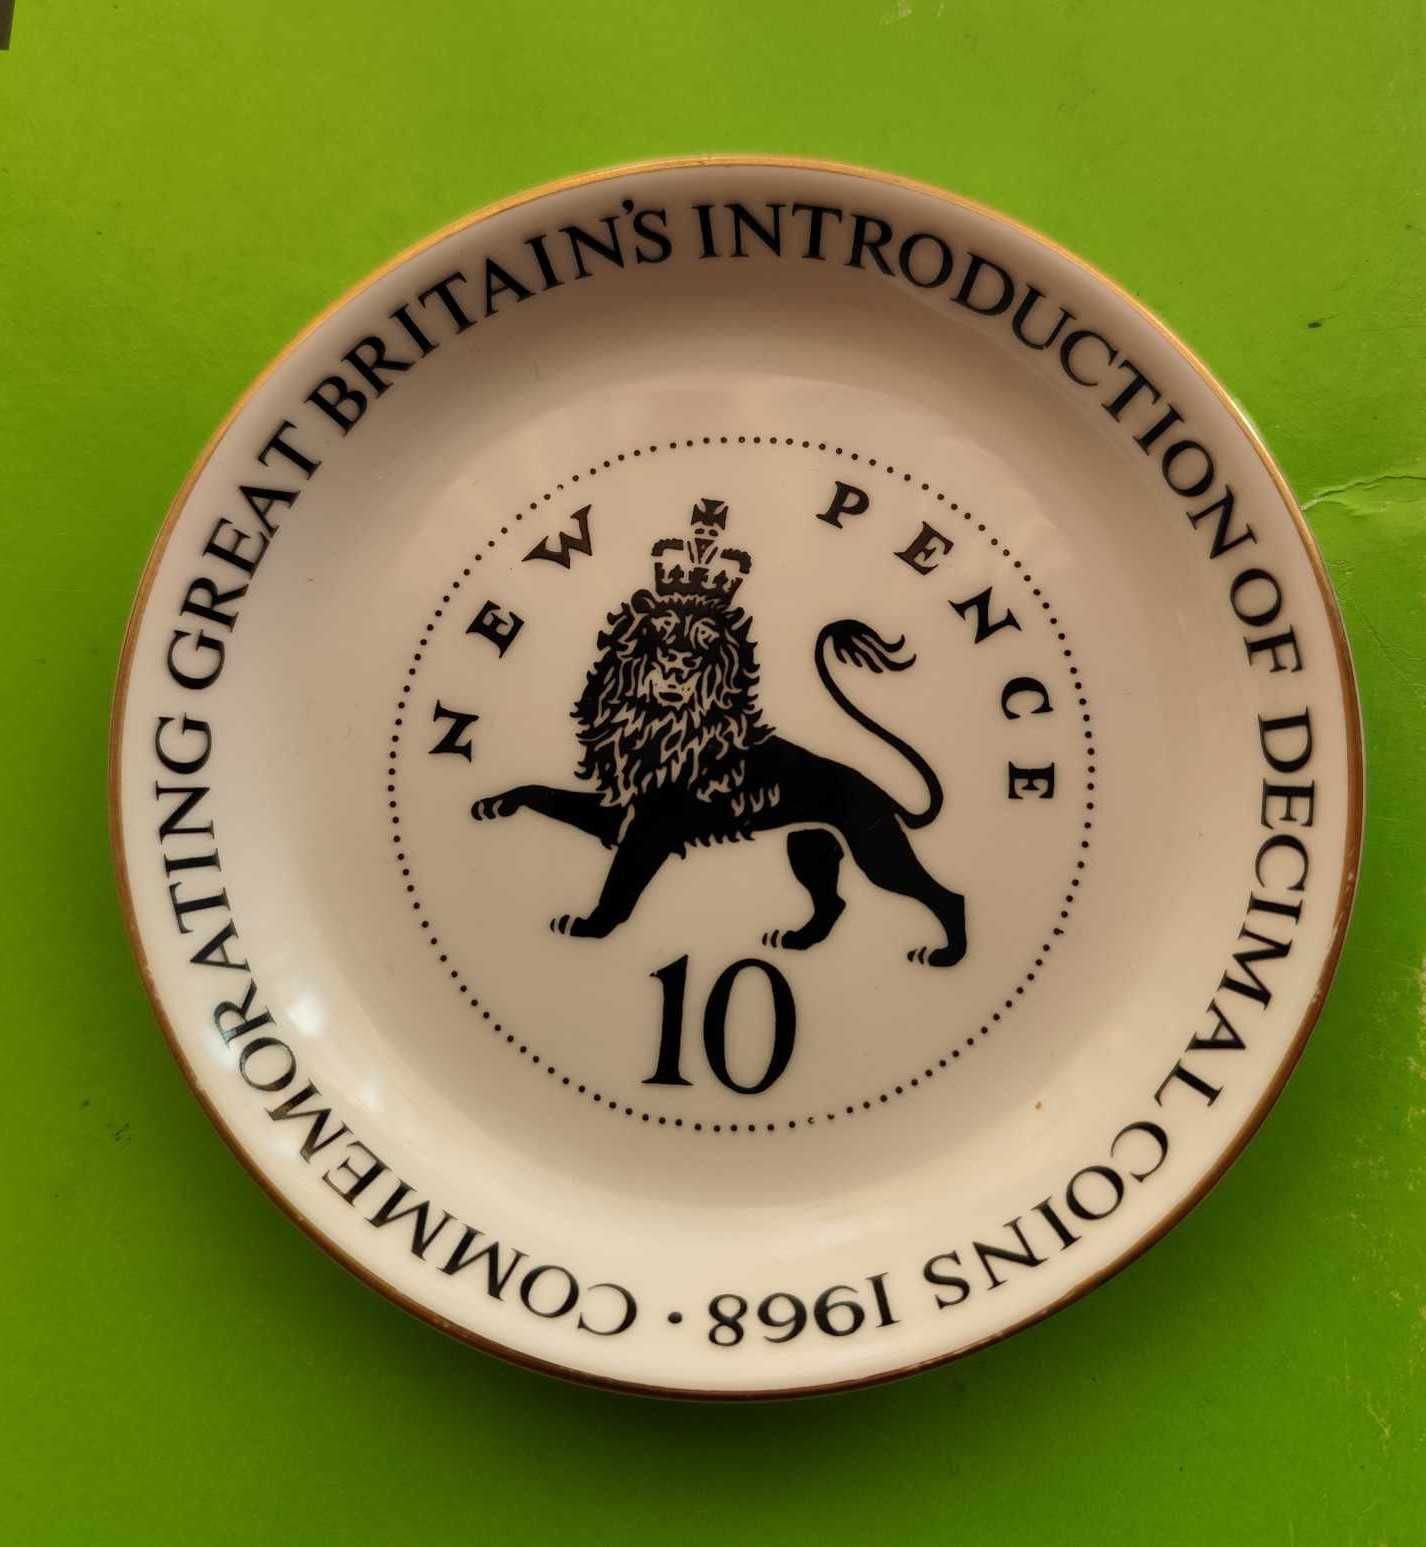 COMMEMORATING GREAT BRITAIN'S INTRODUCTION OF DECIMAL COINS 1968 ·
NEW PENCE
10